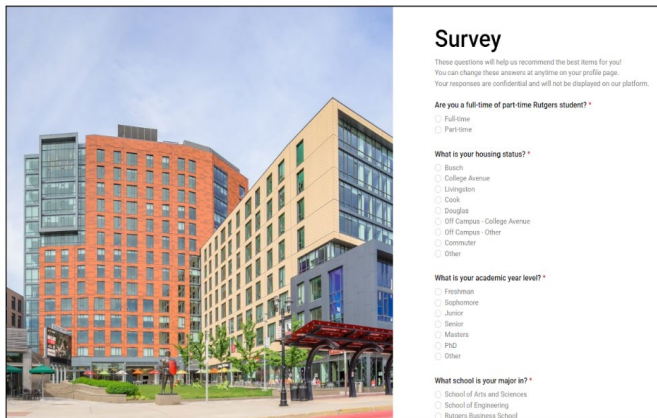 Survey
These questions will help us recommend the best items for you!
You can change these answers at anytime on your profile page.
Your responses are confidential and will not be displayed on our platform.
Are you a full-time of part-time Rutgers student? *
Full-time
Part-time
What is your housing status? *
Busch
College Avenue
Livingston
Cook
Douglas
Off Campus - College Avenue
Off Campus - Other
Commuter
Other
What is your academic year level? *
Freshman
Sophomore
Junior
Senior
Masters
PhD
Other
What school is your major in? *
School of Arts and Sciences
School of Engineering
Rutgers Business School